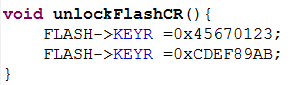 void unlockFlashCR(){
    FLASH->KEYR =0x45670123;
    FLASH->KEYR =0xCDEF89AB;
}